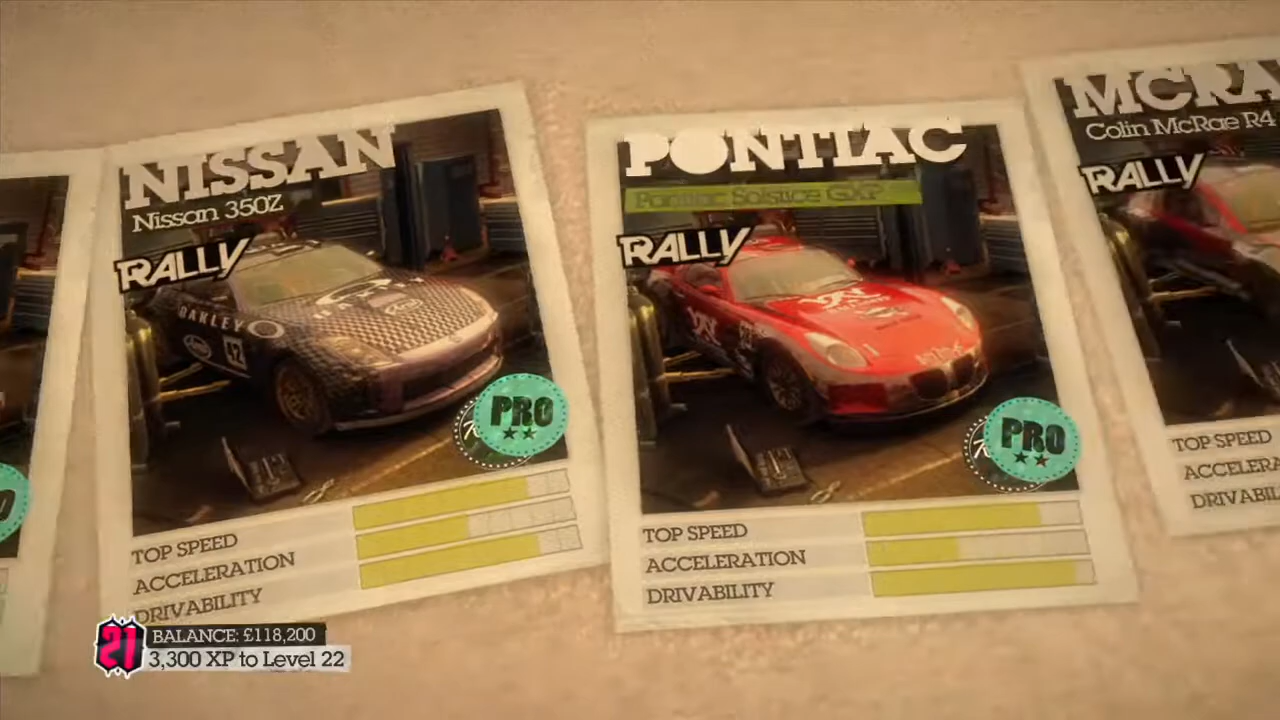 NISSAN
Nissan 350Z
RALLY
OAKLEY
42
PRO
TOP SPEED
ACCELERATION
DRIVABILITY
PONTIAC
Pontiac Solstice GXP
RALLY
PRO
TOP SPEED
ACCELERATION
DRIVABILITY
MCRA
Colin McRae R4
RALLY
TOP SPEED
ACCELERA
DRIVABIL
21
BALANCE: £118,200
3,300 XP to Level 22